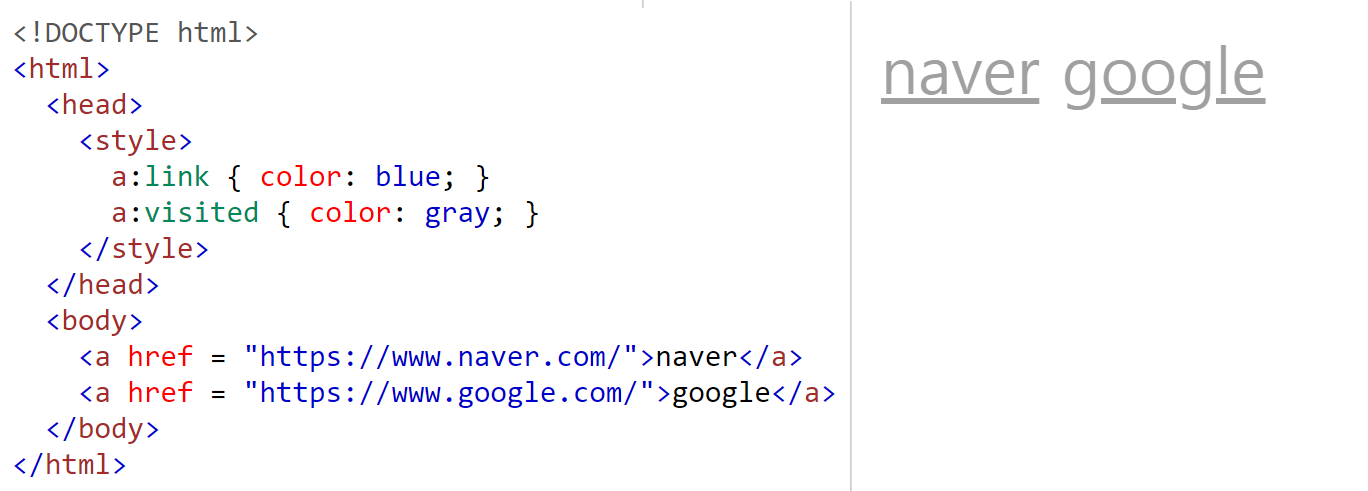 <!DOCTYPE html>
<html>
  <head>
    <style>
      a:link { color: blue; }
      a:visited { color: gray; }
    </style>
  </head>
  <body>
    <a href = "https://www.naver.com/">naver</a>
    <a href = "https://www.google.com/">google</a>
  </body>
</html>
naver google